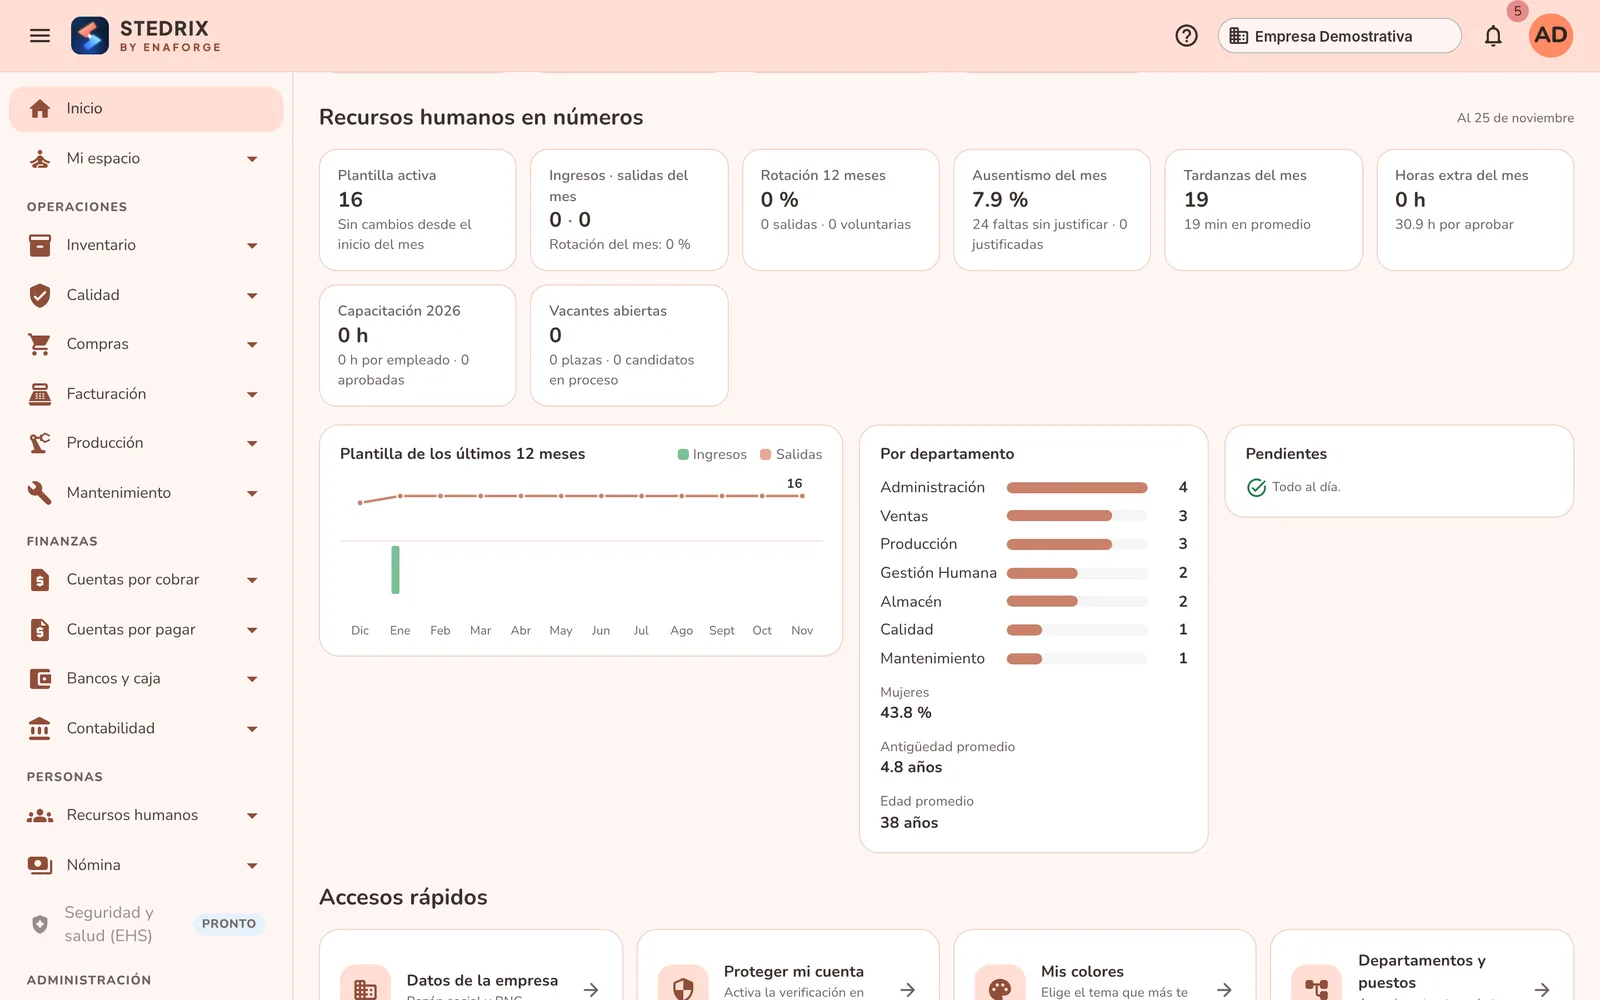 STEDRIX
BY ENAFORGE
Empresa Demostrativa
5
AD
Inicio
Mi espacio
OPERACIONES
Inventario
Calidad
Compras
Facturación
Producción
Mantenimiento
FINANZAS
Cuentas por cobrar
Cuentas por pagar
Bancos y caja
Contabilidad
PERSONAS
Recursos humanos
Nómina
Seguridad y
salud (EHS)
PRONTO
ADMINISTRACIÓN
Recursos humanos en números
Al 25 de noviembre
Plantilla activa
16
Sin cambios desde el
inicio del mes
Ingresos · salidas del
mes
0 · 0
Rotación del mes: 0 %
Rotación 12 meses
0 %
0 salidas · 0 voluntarias
Ausentismo del mes
7.9 %
24 faltas sin justificar · 0
justificadas
Tardanzas del mes
19
19 min en promedio
Horas extra del mes
0 h
30.9 h por aprobar
Capacitación 2026
0 h
0 h por empleado · 0
aprobadas
Vacantes abiertas
0
0 plazas · 0 candidatos
en proceso
Plantilla de los últimos 12 meses
Ingresos
Salidas
16
Dic Ene Feb Mar Abr May Jun Jul Ago Sept Oct Nov
Por departamento
Administración 4
Ventas 3
Producción 3
Gestión Humana 2
Almacén 2
Calidad 1
Mantenimiento 1
Mujeres
43.8 %
Antigüedad promedio
4.8 años
Edad promedio
38 años
Pendientes
Todo al día.
Accesos rápidos
Datos de la empresa
Proteger mi cuenta
Activa la verificación en
Mis colores
Elige el tema que más te
Departamentos y
puestos